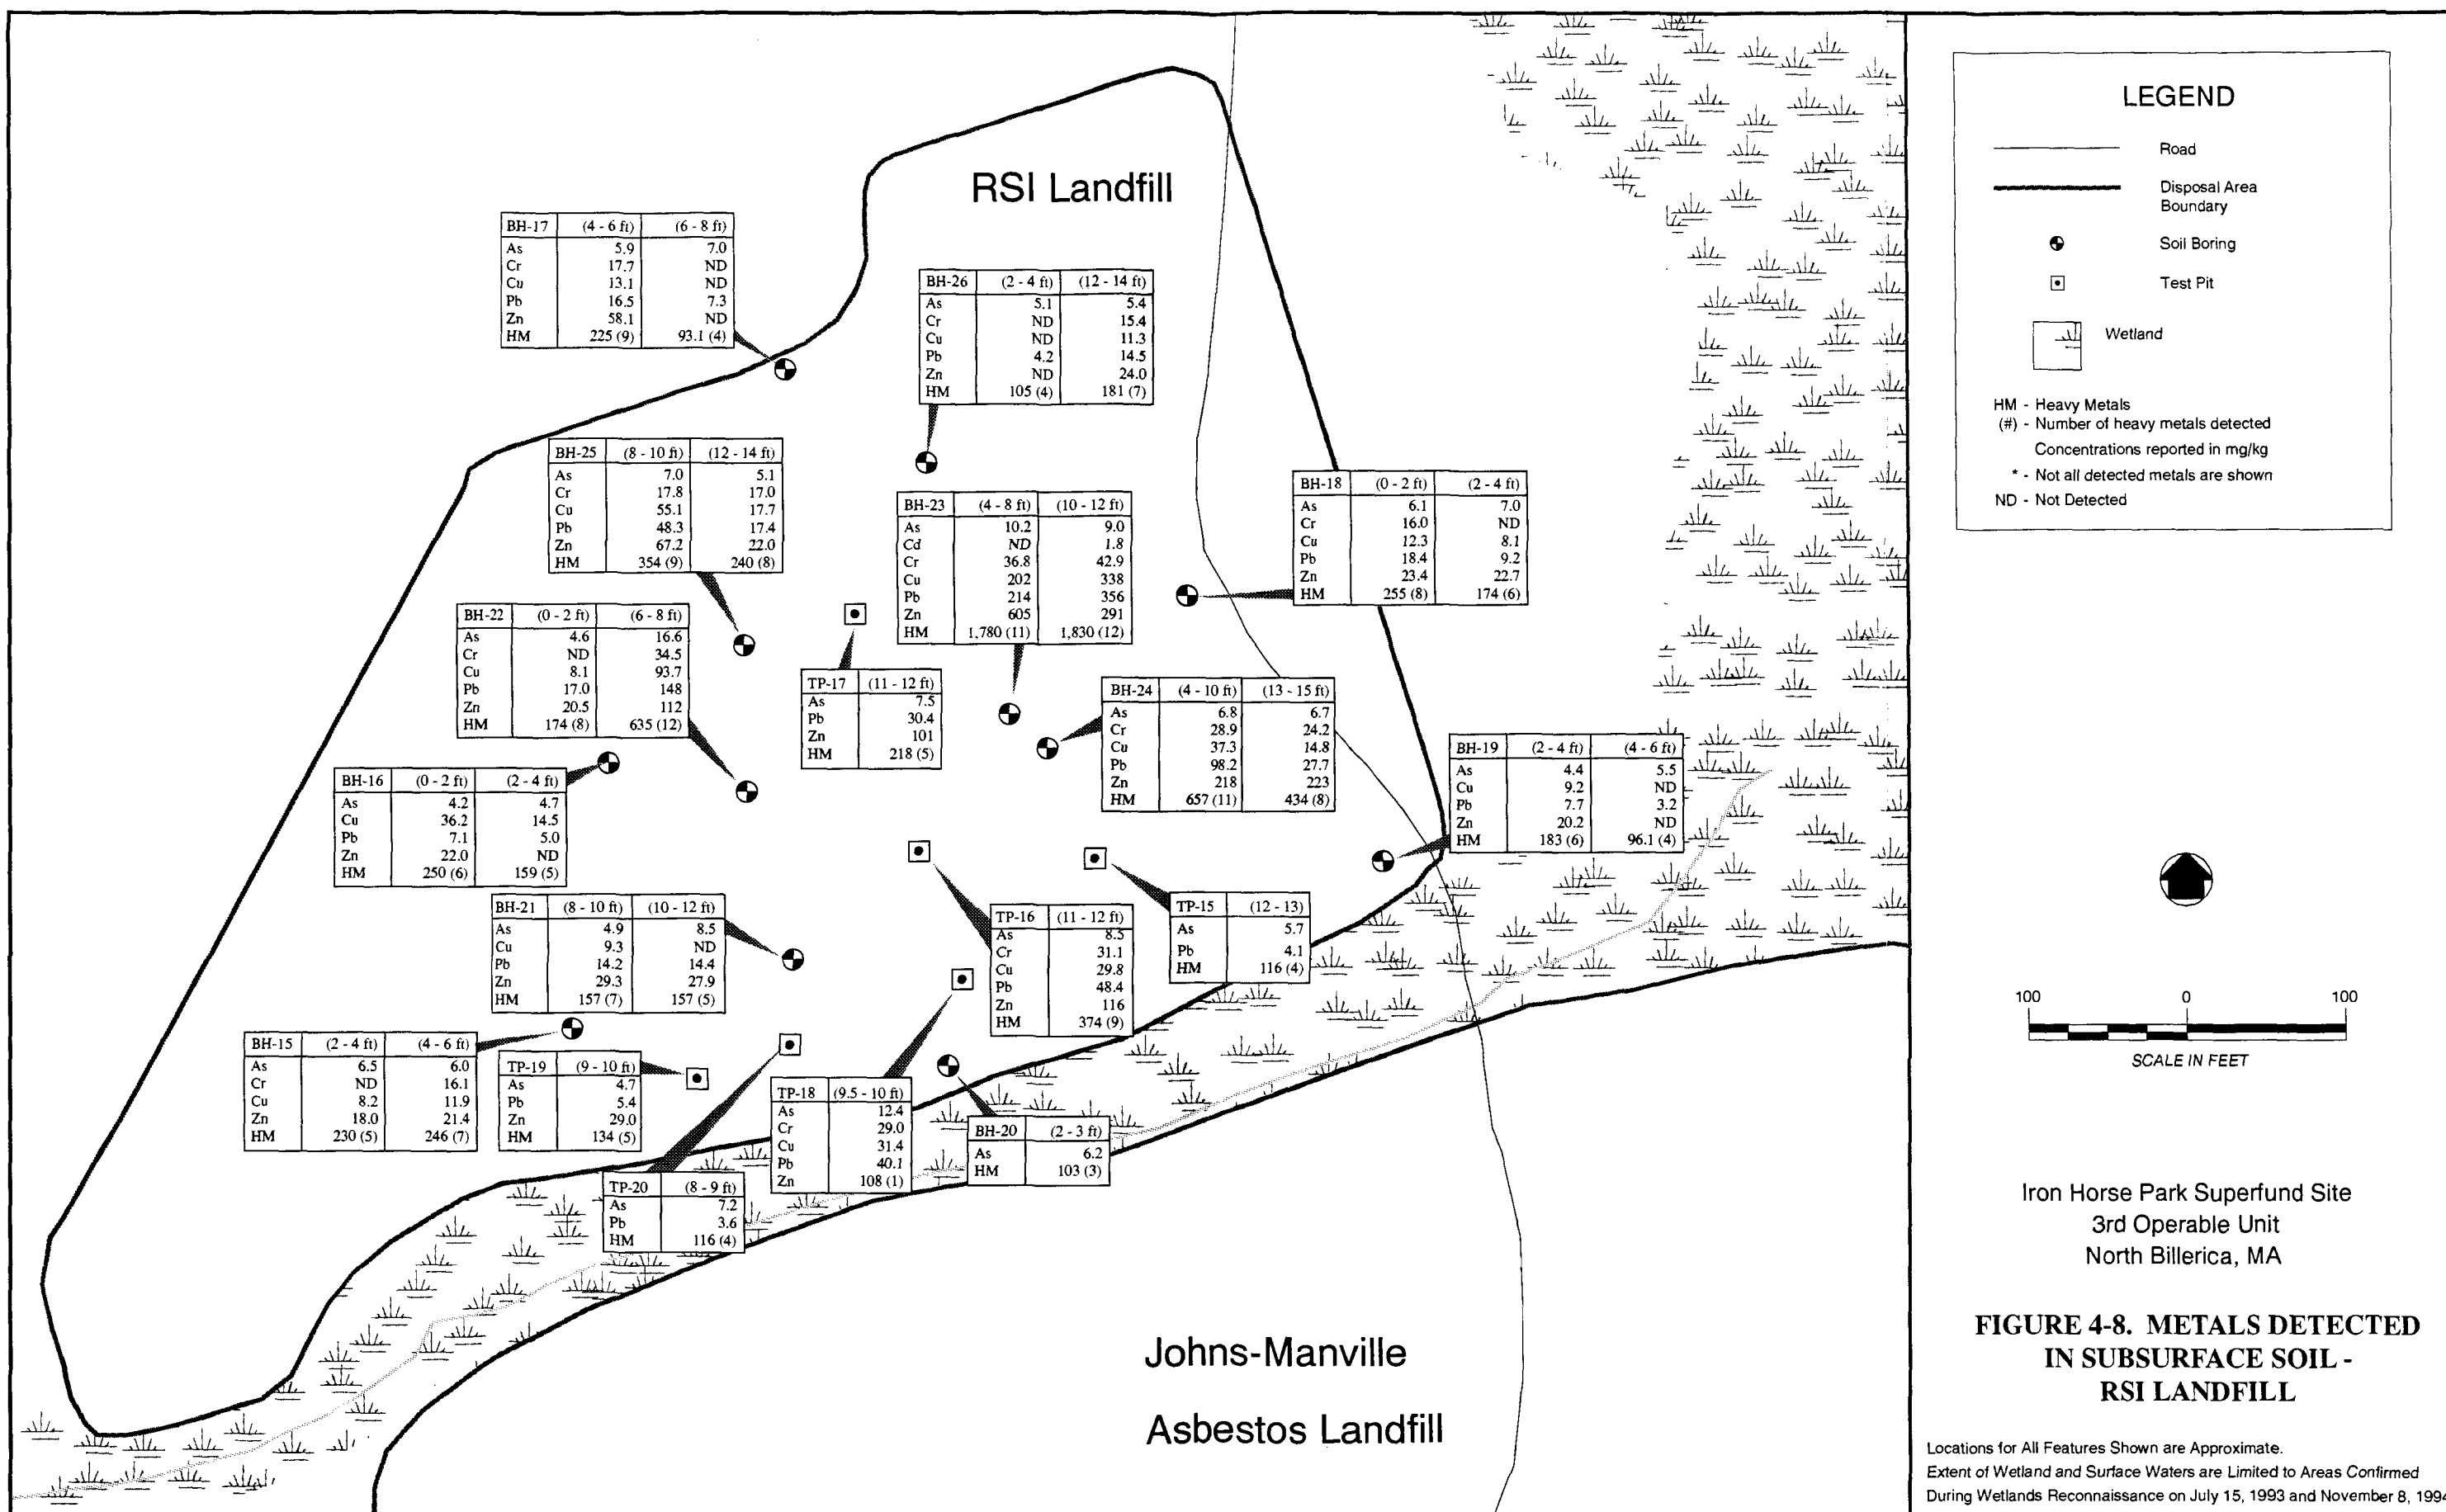 RSI Landfill
BH-17 (4 - 6 ft) (6 - 8 ft)
As 5.9 7.0
Cr 17.7 ND
Cu 13.1 ND
Pb 16.5 7.3
Zn 58.1 ND
HM 225 (9) 93.1 (4)
BH-26 (2 - 4 ft) (12 - 14 ft)
As 5.1 5.4
Cr ND 15.4
Cu ND 11.3
Pb 4.2 14.5
Zn ND 24.0
HM 105 (4) 181 (7)
BH-25 (8 - 10 ft) (12 - 14 ft)
As 7.0 5.1
Cr 17.8 17.0
Cu 55.1 17.7
Pb 48.3 17.4
Zn 67.2 22.0
HM 354 (9) 240 (8)
BH-23 (4 - 8 ft) (10 - 12 ft)
As 10.2 9.0
Cd ND 1.8
Cr 36.8 42.9
Cu 202 338
Pb 214 356
Zn 605 291
HM 1,780 (11) 1,830 (12)
BH-18 (0 - 2 ft) (2 - 4 ft)
As 6.1 7.0
Cr 16.0 ND
Cu 12.3 8.1
Pb 18.4 9.2
Zn 23.4 22.7
HM 255 (8) 174 (6)
BH-22 (0 - 2 ft) (6 - 8 ft)
As 4.6 16.6
Cr ND 34.5
Cu 8.1 93.7
Pb 17.0 148
Zn 20.5 112
HM 174 (8) 635 (12)
TP-17 (11 - 12 ft)
As 7.5
Pb 30.4
Zn 101
HM 218 (5)
BH-24 (4 - 10 ft) (13 - 15 ft)
As 6.8 6.7
Cr 28.9 24.2
Cu 37.3 14.8
Pb 98.2 27.7
Zn 218 223
HM 657 (11) 434 (8)
BH-19 (2 - 4 ft) (4 - 6 ft)
As 4.4 5.5
Cu 9.2 ND
Pb 7.7 3.2
Zn 20.2 ND
HM 183 (6) 96.1 (4)
BH-16 (0 - 2 ft) (2 - 4 ft)
As 4.2 4.7
Cu 36.2 14.5
Pb 7.1 5.0
Zn 22.0 ND
HM 250 (6) 159 (5)
BH-21 (8 - 10 ft) (10 - 12 ft)
As 4.9 8.5
Cu 9.3 ND
Pb 14.2 14.4
Zn 29.3 27.9
HM 157 (7) 157 (5)
TP-16 (11 - 12 ft)
As 8.5
Cr 31.1
Cu 29.8
Pb 48.4
Zn 116
HM 374 (9)
TP-15 (12 - 13)
As 5.7
Pb 4.1
HM 116 (4)
BH-15 (2 - 4 ft) (4 - 6 ft)
As 6.5 6.0
Cr ND 16.1
Cu 8.2 11.9
Zn 18.0 21.4
HM 230 (5) 246 (7)
TP-19 (9 - 10 ft)
As 4.7
Pb 5.4
Zn 29.0
HM 134 (5)
TP-18 (9.5 - 10 ft)
As 12.4
Cr 29.0
Cu 31.4
Pb 40.1
Zn 108 (1)
BH-20 (2 - 3 ft)
As 6.2
HM 103 (3)
TP-20 (8 - 9 ft)
As 7.2
Pb 3.6
HM 116 (4)
Johns-Manville
Asbestos Landfill
LEGEND
Road
Disposal Area
Boundary
Soil Boring
Test Pit
Wetland
HM - Heavy Metals
(#) - Number of heavy metals detected
Concentrations reported in mg/kg
* - Not all detected metals are shown
ND - Not Detected
100 0 100
SCALE IN FEET
Iron Horse Park Superfund Site
3rd Operable Unit
North Billerica, MA
FIGURE 4-8. METALS DETECTED
IN SUBSURFACE SOIL -
RSI LANDFILL
Locations for All Features Shown are Approximate.
Extent of Wetland and Surface Waters are Limited to Areas Confirmed
During Wetlands Reconnaissance on July 15, 1993 and November 8, 1994